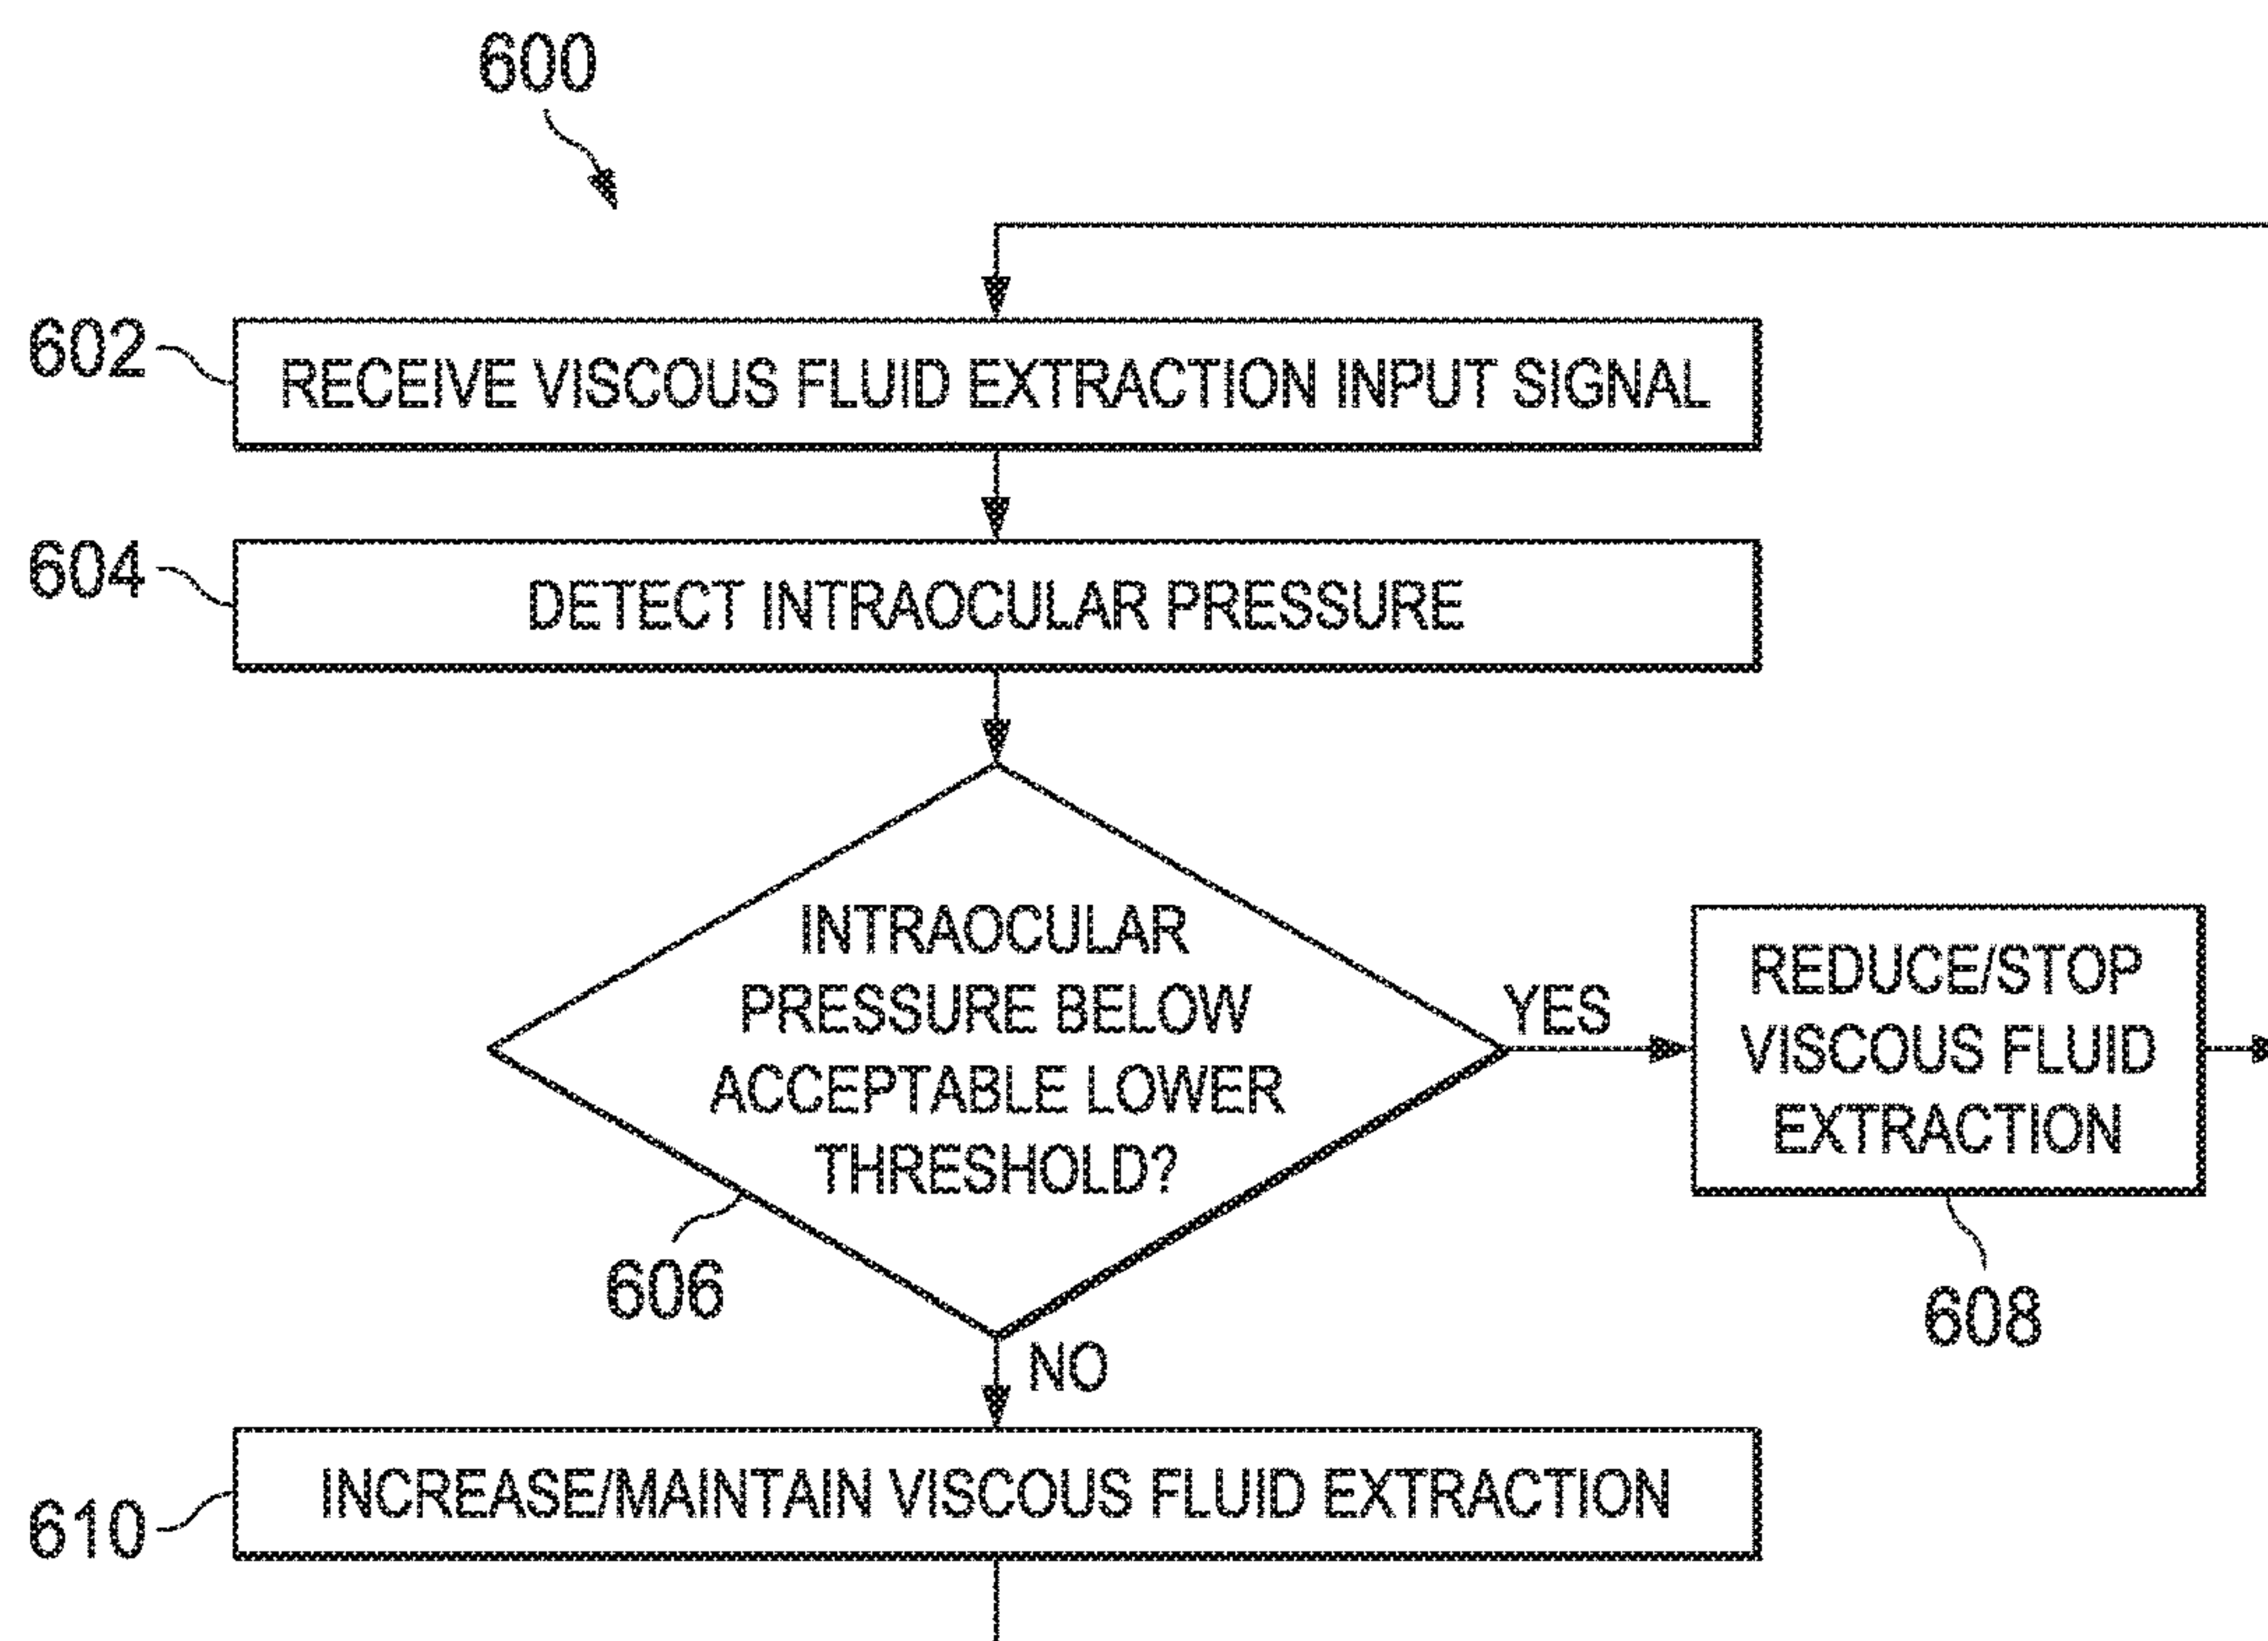 600
602
RECEIVE VISCOUS FLUID EXTRACTION INPUT SIGNAL
604
DETECT INTRAOCULAR PRESSURE
INTRAOCULAR
PRESSURE BELOW
ACCEPTABLE LOWER
THRESHOLD?
606
YES
REDUCE/STOP
VISCOUS FLUID
EXTRACTION
608
NO
610
INCREASE/MAINTAIN VISCOUS FLUID EXTRACTION